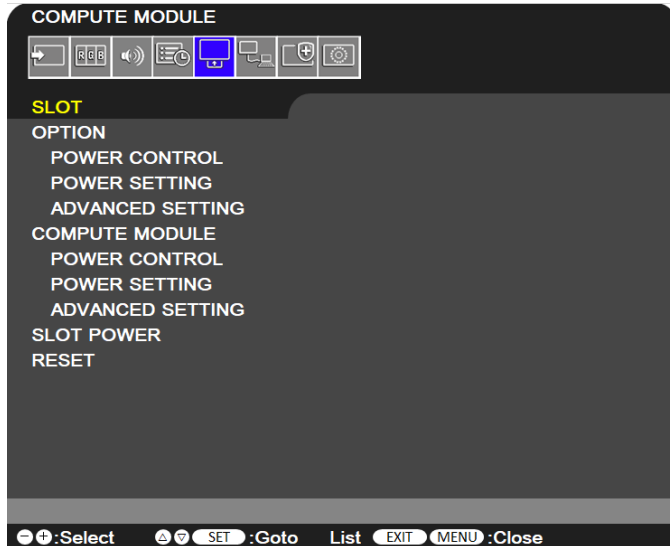 COMPUTE MODULE
RGB
SLOT
OPTION
POWER CONTROL
POWER SETTING
ADVANCED SETTING
COMPUTE MODULE
POWER CONTROL
POWER SETTING
ADVANCED SETTING
SLOT POWER
RESET
:Select SET :Goto List EXIT MENU :Close